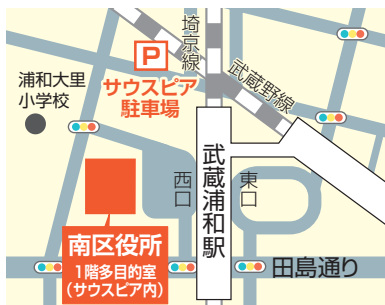 埼京線
P
サウスピア
駐車場
武蔵野線
浦和大里
小学校
武蔵浦和駅
西口
東口
南区役所
1階多目的室
(サウスピア内)
田島通り